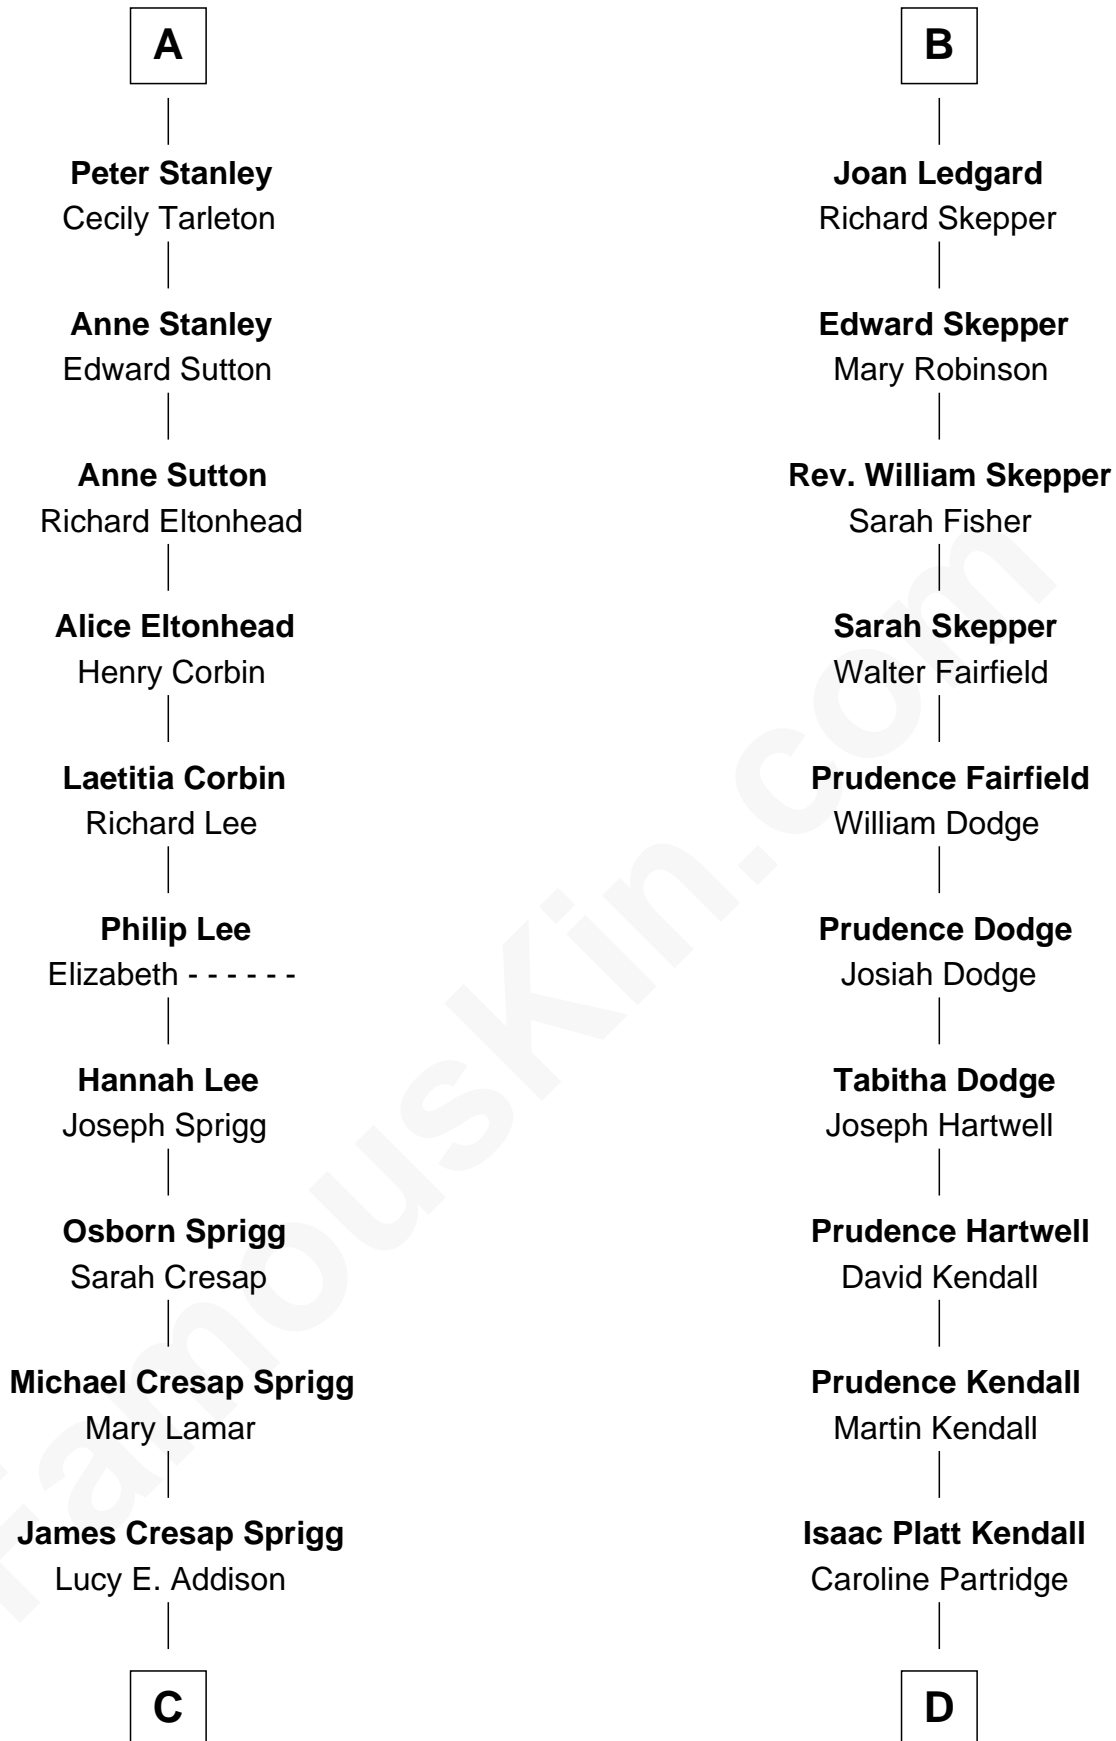 A
Peter Stanley
Cecily Tarleton
Anne Stanley
Edward Sutton
Anne Sutton
Richard Eltonhead
Alice Eltonhead
Henry Corbin
Laetitia Corbin
Richard Lee
Philip Lee
Elizabeth - - - - - -
Hannah Lee
Joseph Sprigg
Osborn Sprigg
Sarah Cresap
Michael Cresap Sprigg
Mary Lamar
James Cresap Sprigg
Lucy E. Addison
C
B
Joan Ledgard
Richard Skepper
Edward Skepper
Mary Robinson
Rev. William Skepper
Sarah Fisher
Sarah Skepper
Walter Fairfield
Prudence Fairfield
William Dodge
Prudence Dodge
Josiah Dodge
Tabitha Dodge
Joseph Hartwell
Prudence Hartwell
David Kendall
Prudence Kendall
Martin Kendall
Isaac Platt Kendall
Caroline Partridge
D
FamousKin.com